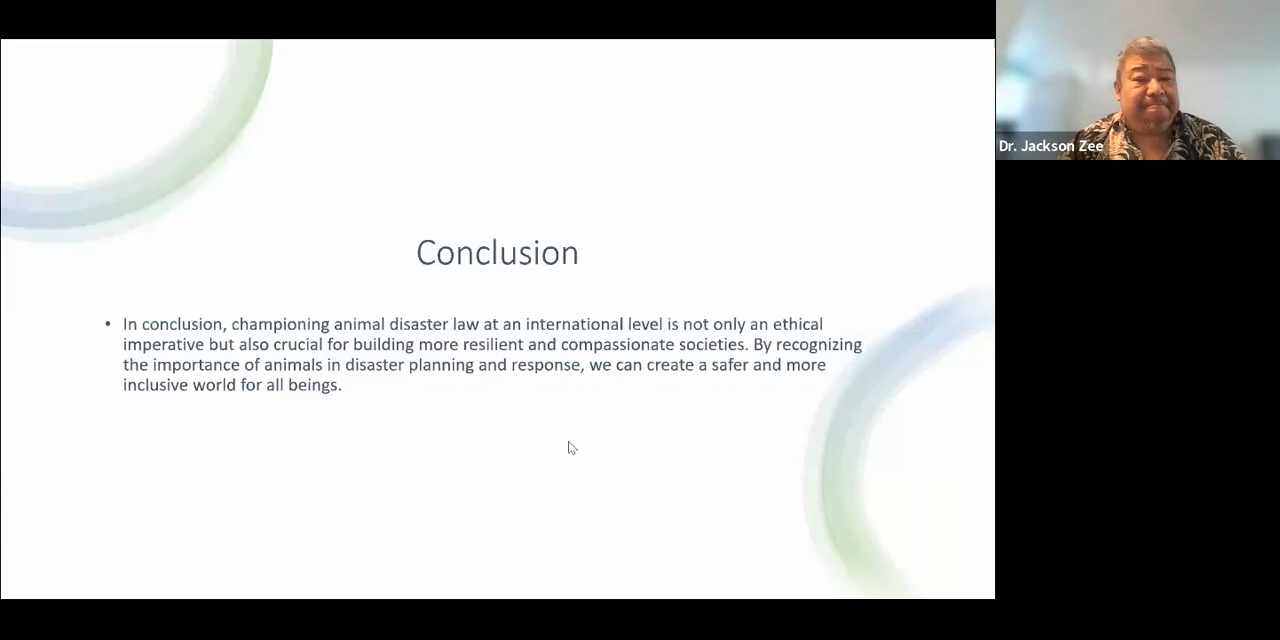 Conclusion
• In conclusion, championing animal disaster law at an international level is not only an ethical
imperative but also crucial for building more resilient and compassionate societies. By recognizing
the importance of animals in disaster planning and response, we can create a safer and more
inclusive world for all beings.
Dr. Jackson Zee